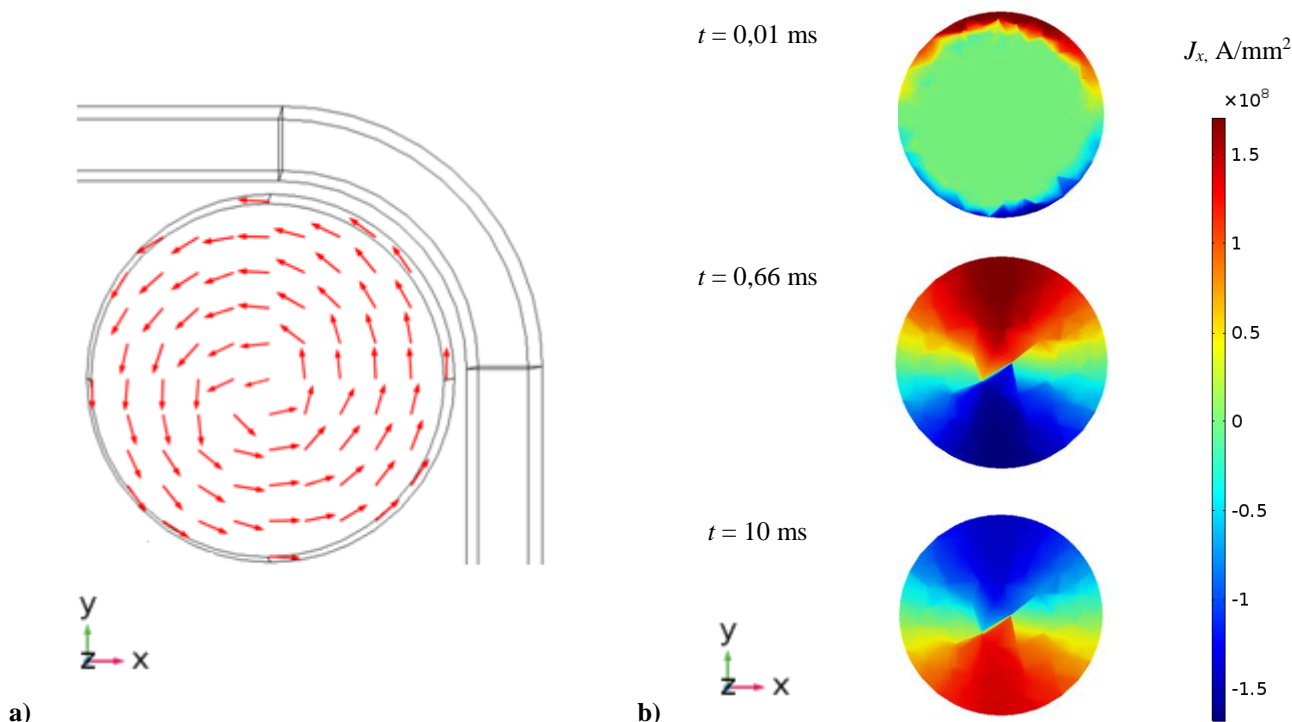 t = 0,01 ms
J_x, A/mm²
×10⁸
1.5
1
t = 0,66 ms
0.5
0
-0.5
t = 10 ms
-1
-1.5
y
z x
y
z x
a)
b)